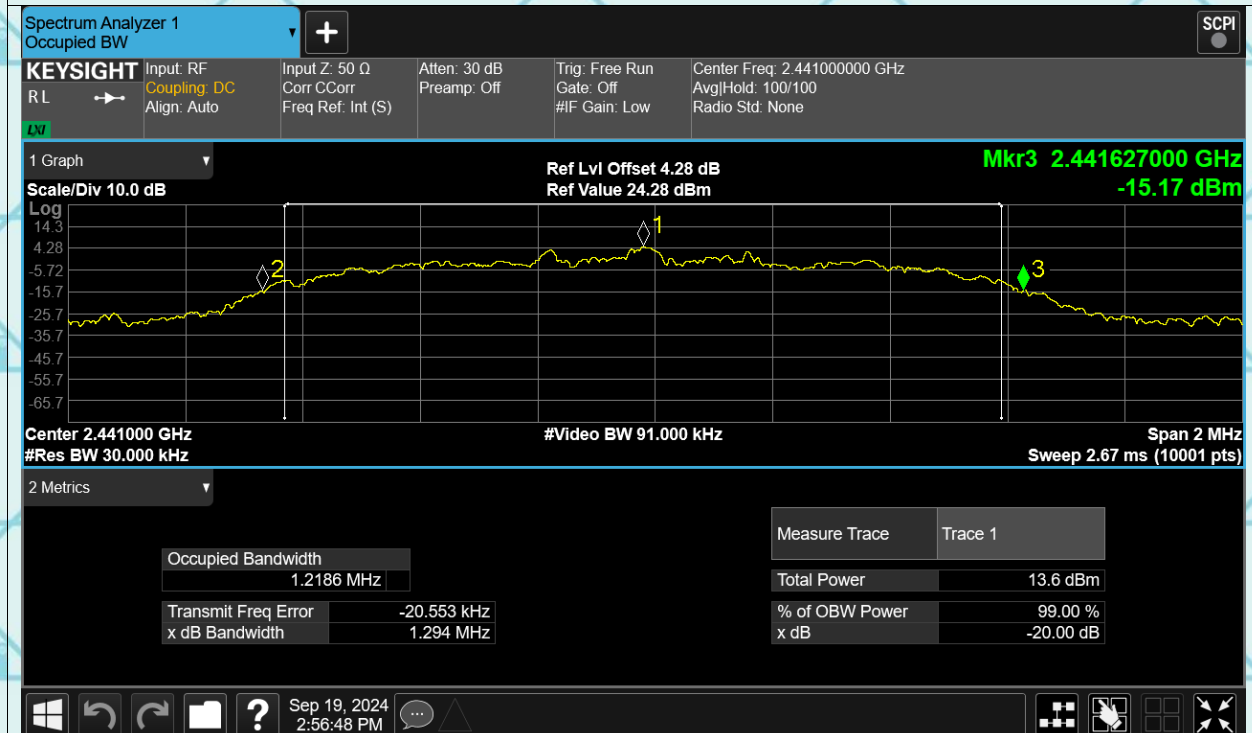 Spectrum Analyzer 1
Occupied BW
SCPI
KEYSIGHT
R L
LXI
Input: RF
Coupling: DC
Align: Auto
Input Z: 50 Ω
Corr CCorr
Freq Ref: Int (S)
Atten: 30 dB
Preamp: Off
Trig: Free Run
Gate: Off
#IF Gain: Low
Center Freq: 2.441000000 GHz
Avg|Hold: 100/100
Radio Std: None
1 Graph
Scale/Div 10.0 dB
Ref Lvl Offset 4.28 dB
Ref Value 24.28 dBm
Mkr3 2.441627000 GHz
-15.17 dBm
Log
14.3
4.28
-5.72
-15.7
-25.7
-35.7
-45.7
-55.7
-65.7
1
2
3
Center 2.441000 GHz
#Video BW 91.000 kHz
Span 2 MHz
#Res BW 30.000 kHz
Sweep 2.67 ms (10001 pts)
2 Metrics
Occupied Bandwidth
1.2186 MHz
Transmit Freq Error -20.553 kHz
x dB Bandwidth 1.294 MHz
Measure Trace Trace 1
Total Power 13.6 dBm
% of OBW Power 99.00 %
x dB -20.00 dB
Sep 19, 2024
2:56:48 PM